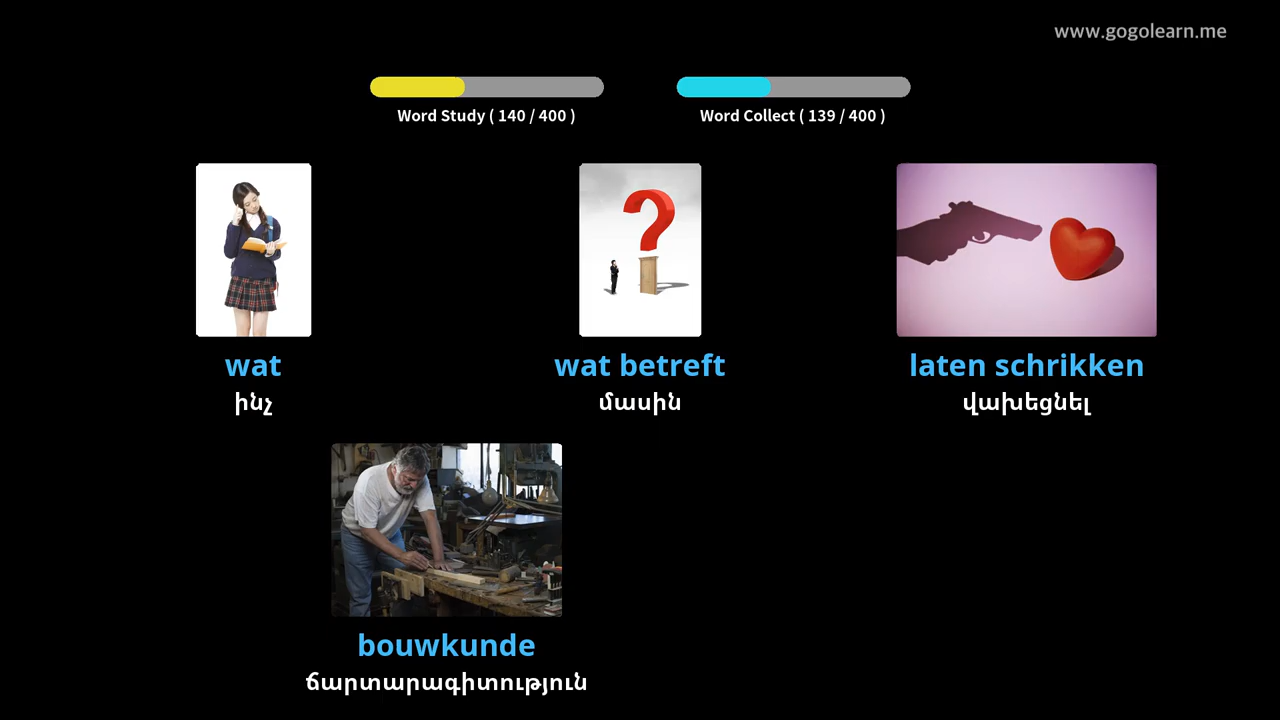 www.gogolearn.me
Word Study ( 140 / 400 )
Word Collect ( 139 / 400 )
wat
ինչ
wat betreft
մասին
laten schrikken
վախեցնել
bouwkunde
ճարտարագիտություն